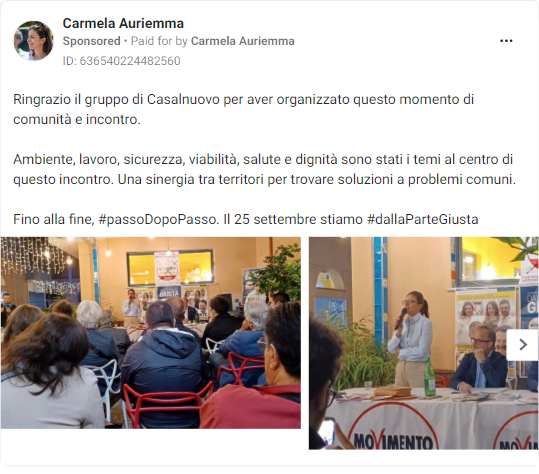 Carmela Auriemma
Sponsored • Paid for by Carmela Auriemma
ID: 636540224482560
Ringrazio il gruppo di Casalnuovo per aver organizzato questo momento di
comunità e incontro.
Ambiente, lavoro, sicurezza, viabilità, salute e dignità sono stati i temi al centro di
questo incontro. Una sinergia tra territori per trovare soluzioni a problemi comuni.
Fino alla fine, #passoDopoPasso. Il 25 settembre stiamo #dallaParteGiusta
GIUSTA
MOVIMENTO
MOVIMENTO